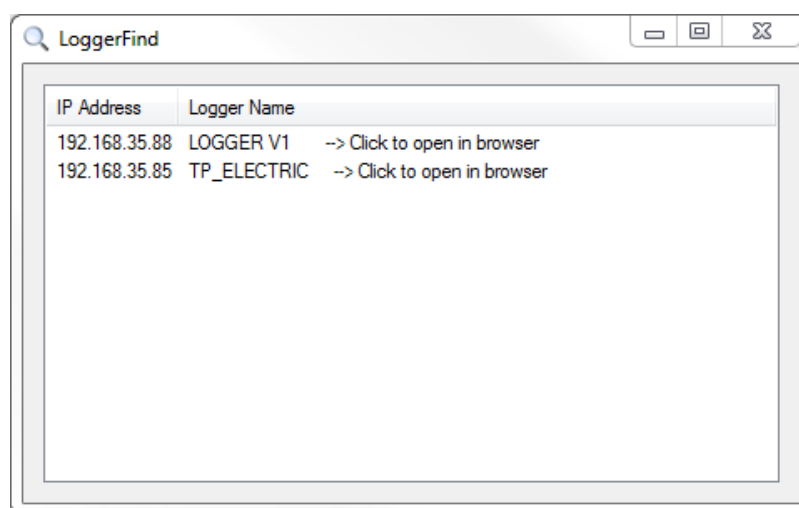 LoggerFind
IP Address Logger Name
192.168.35.88 LOGGER V1 --> Click to open in browser
192.168.35.85 TP_ELECTRIC --> Click to open in browser